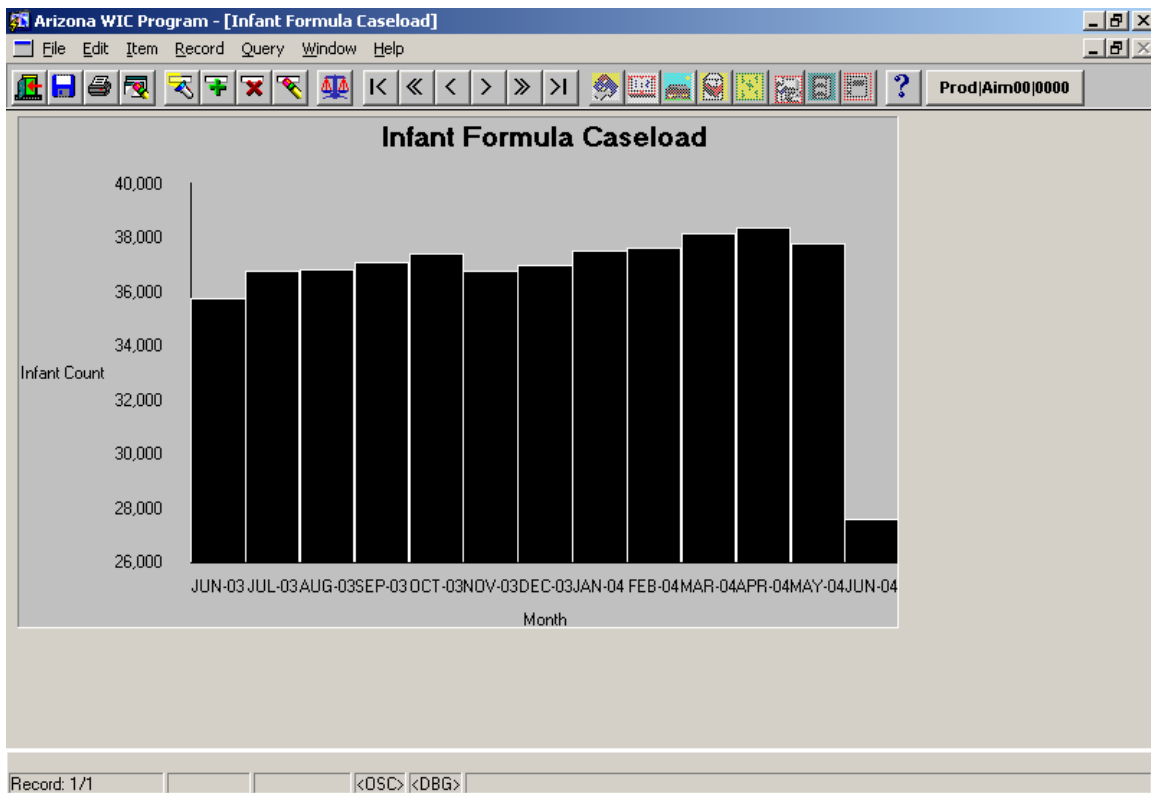 Arizona WIC Program - [Infant Formula Caseload]
File Edit Item Record Query Window Help
? Prod|Aim00|0000
Infant Formula Caseload
40,000
38,000
36,000
34,000
Infant Count
32,000
30,000
28,000
26,000
JUN-03 JUL-03 AUG-03 SEP-03 OCT-03 NOV-03 DEC-03 JAN-04 FEB-04 MAR-04 APR-04 MAY-04 JUN-04
Month
Record: 1/1 <OSC> <DBG>